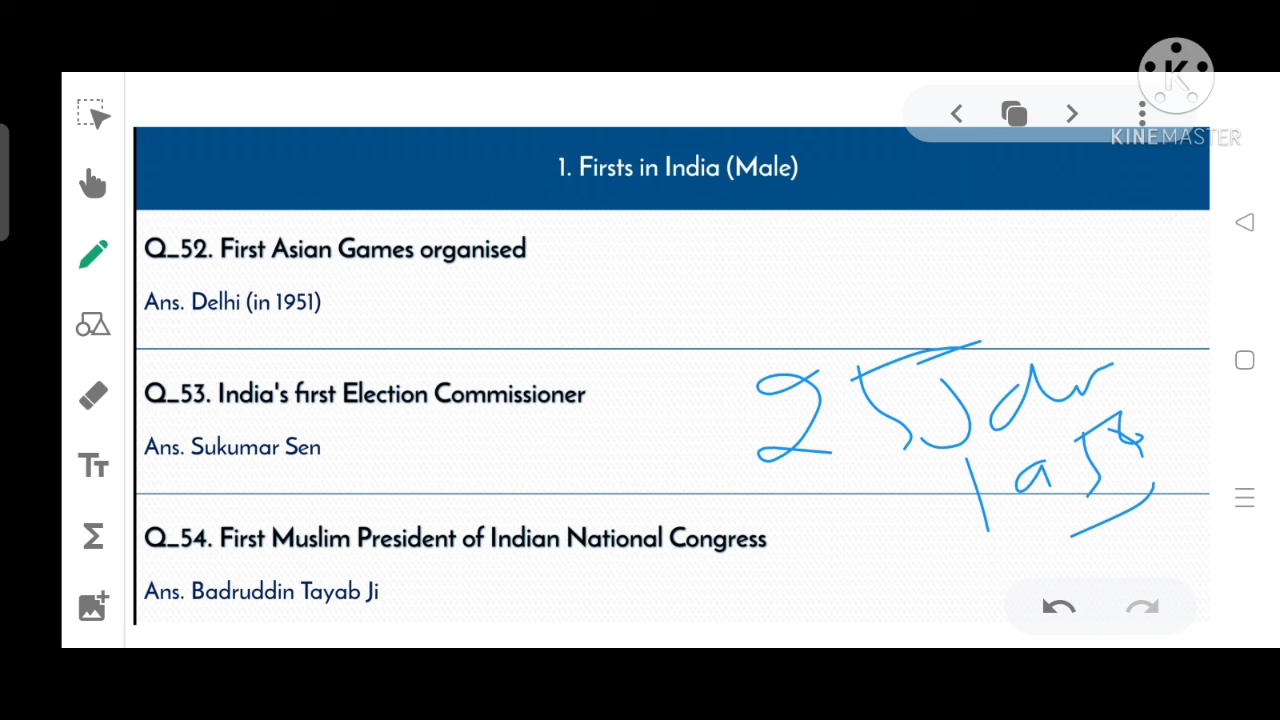 KINEMASTER
1. Firsts in India (Male)
Q_52. First Asian Games organised
Ans. Delhi (in 1951)
Q_53. India's first Election Commissioner
Ans. Sukumar Sen
Q_54. First Muslim President of Indian National Congress
Ans. Badruddin Tayab Ji